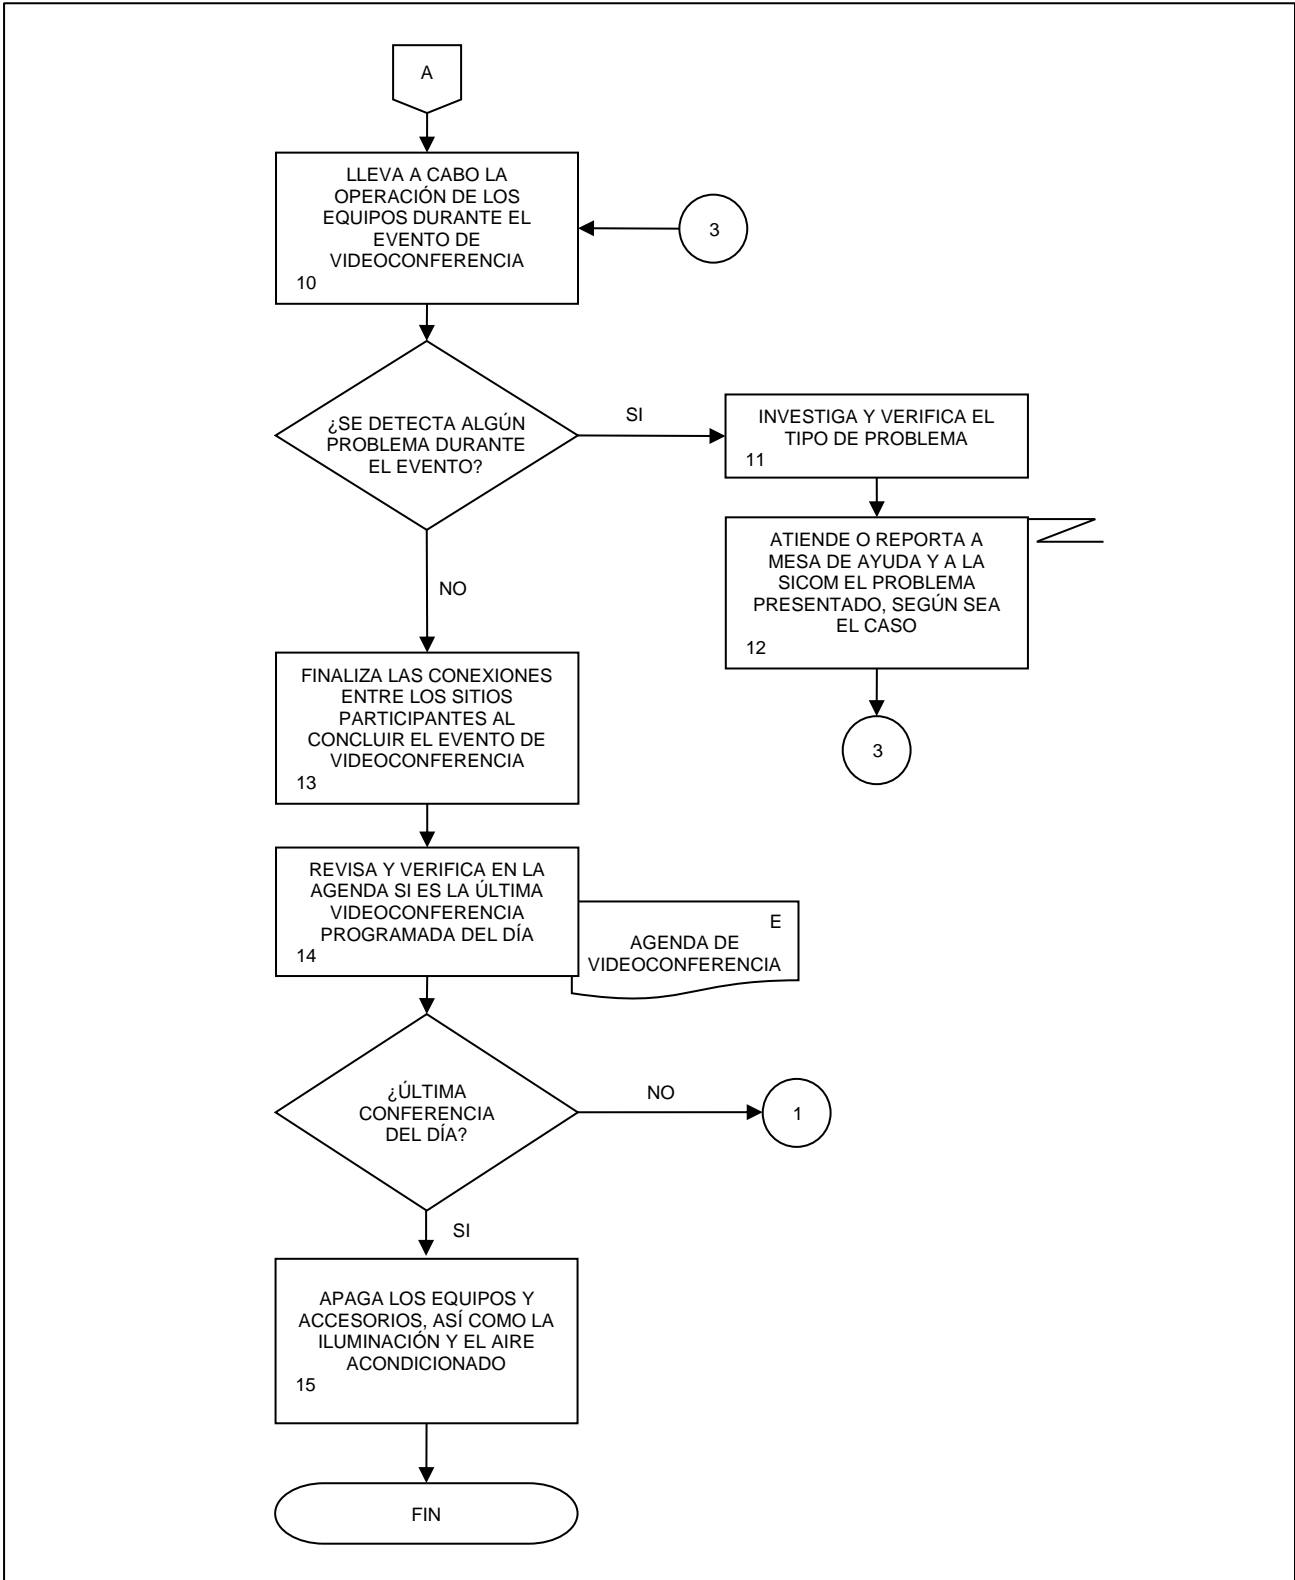 A
LLEVA A CABO LA
OPERACIÓN DE LOS
EQUIPOS DURANTE EL
EVENTO DE
VIDEOCONFERENCIA
10
3
¿SE DETECTA ALGÚN
PROBLEMA DURANTE
EL EVENTO?
SI
INVESTIGA Y VERIFICA EL
TIPO DE PROBLEMA
11
ATIENDE O REPORTA A
MESA DE AYUDA Y A LA
SICOM EL PROBLEMA
PRESENTADO, SEGÚN SEA
EL CASO
12
3
NO
FINALIZA LAS CONEXIONES
ENTRE LOS SITIOS
PARTICIPANTES AL
CONCLUIR EL EVENTO DE
VIDEOCONFERENCIA
13
REVISA Y VERIFICA EN LA
AGENDA SI ES LA ÚLTIMA
VIDEOCONFERENCIA
PROGRAMADA DEL DÍA
14
E
AGENDA DE
VIDEOCONFERENCIA
¿ÚLTIMA
CONFERENCIA
DEL DÍA?
NO
1
SI
APAGA LOS EQUIPOS Y
ACCESORIOS, ASÍ COMO LA
ILUMINACIÓN Y EL AIRE
ACONDICIONADO
15
FIN